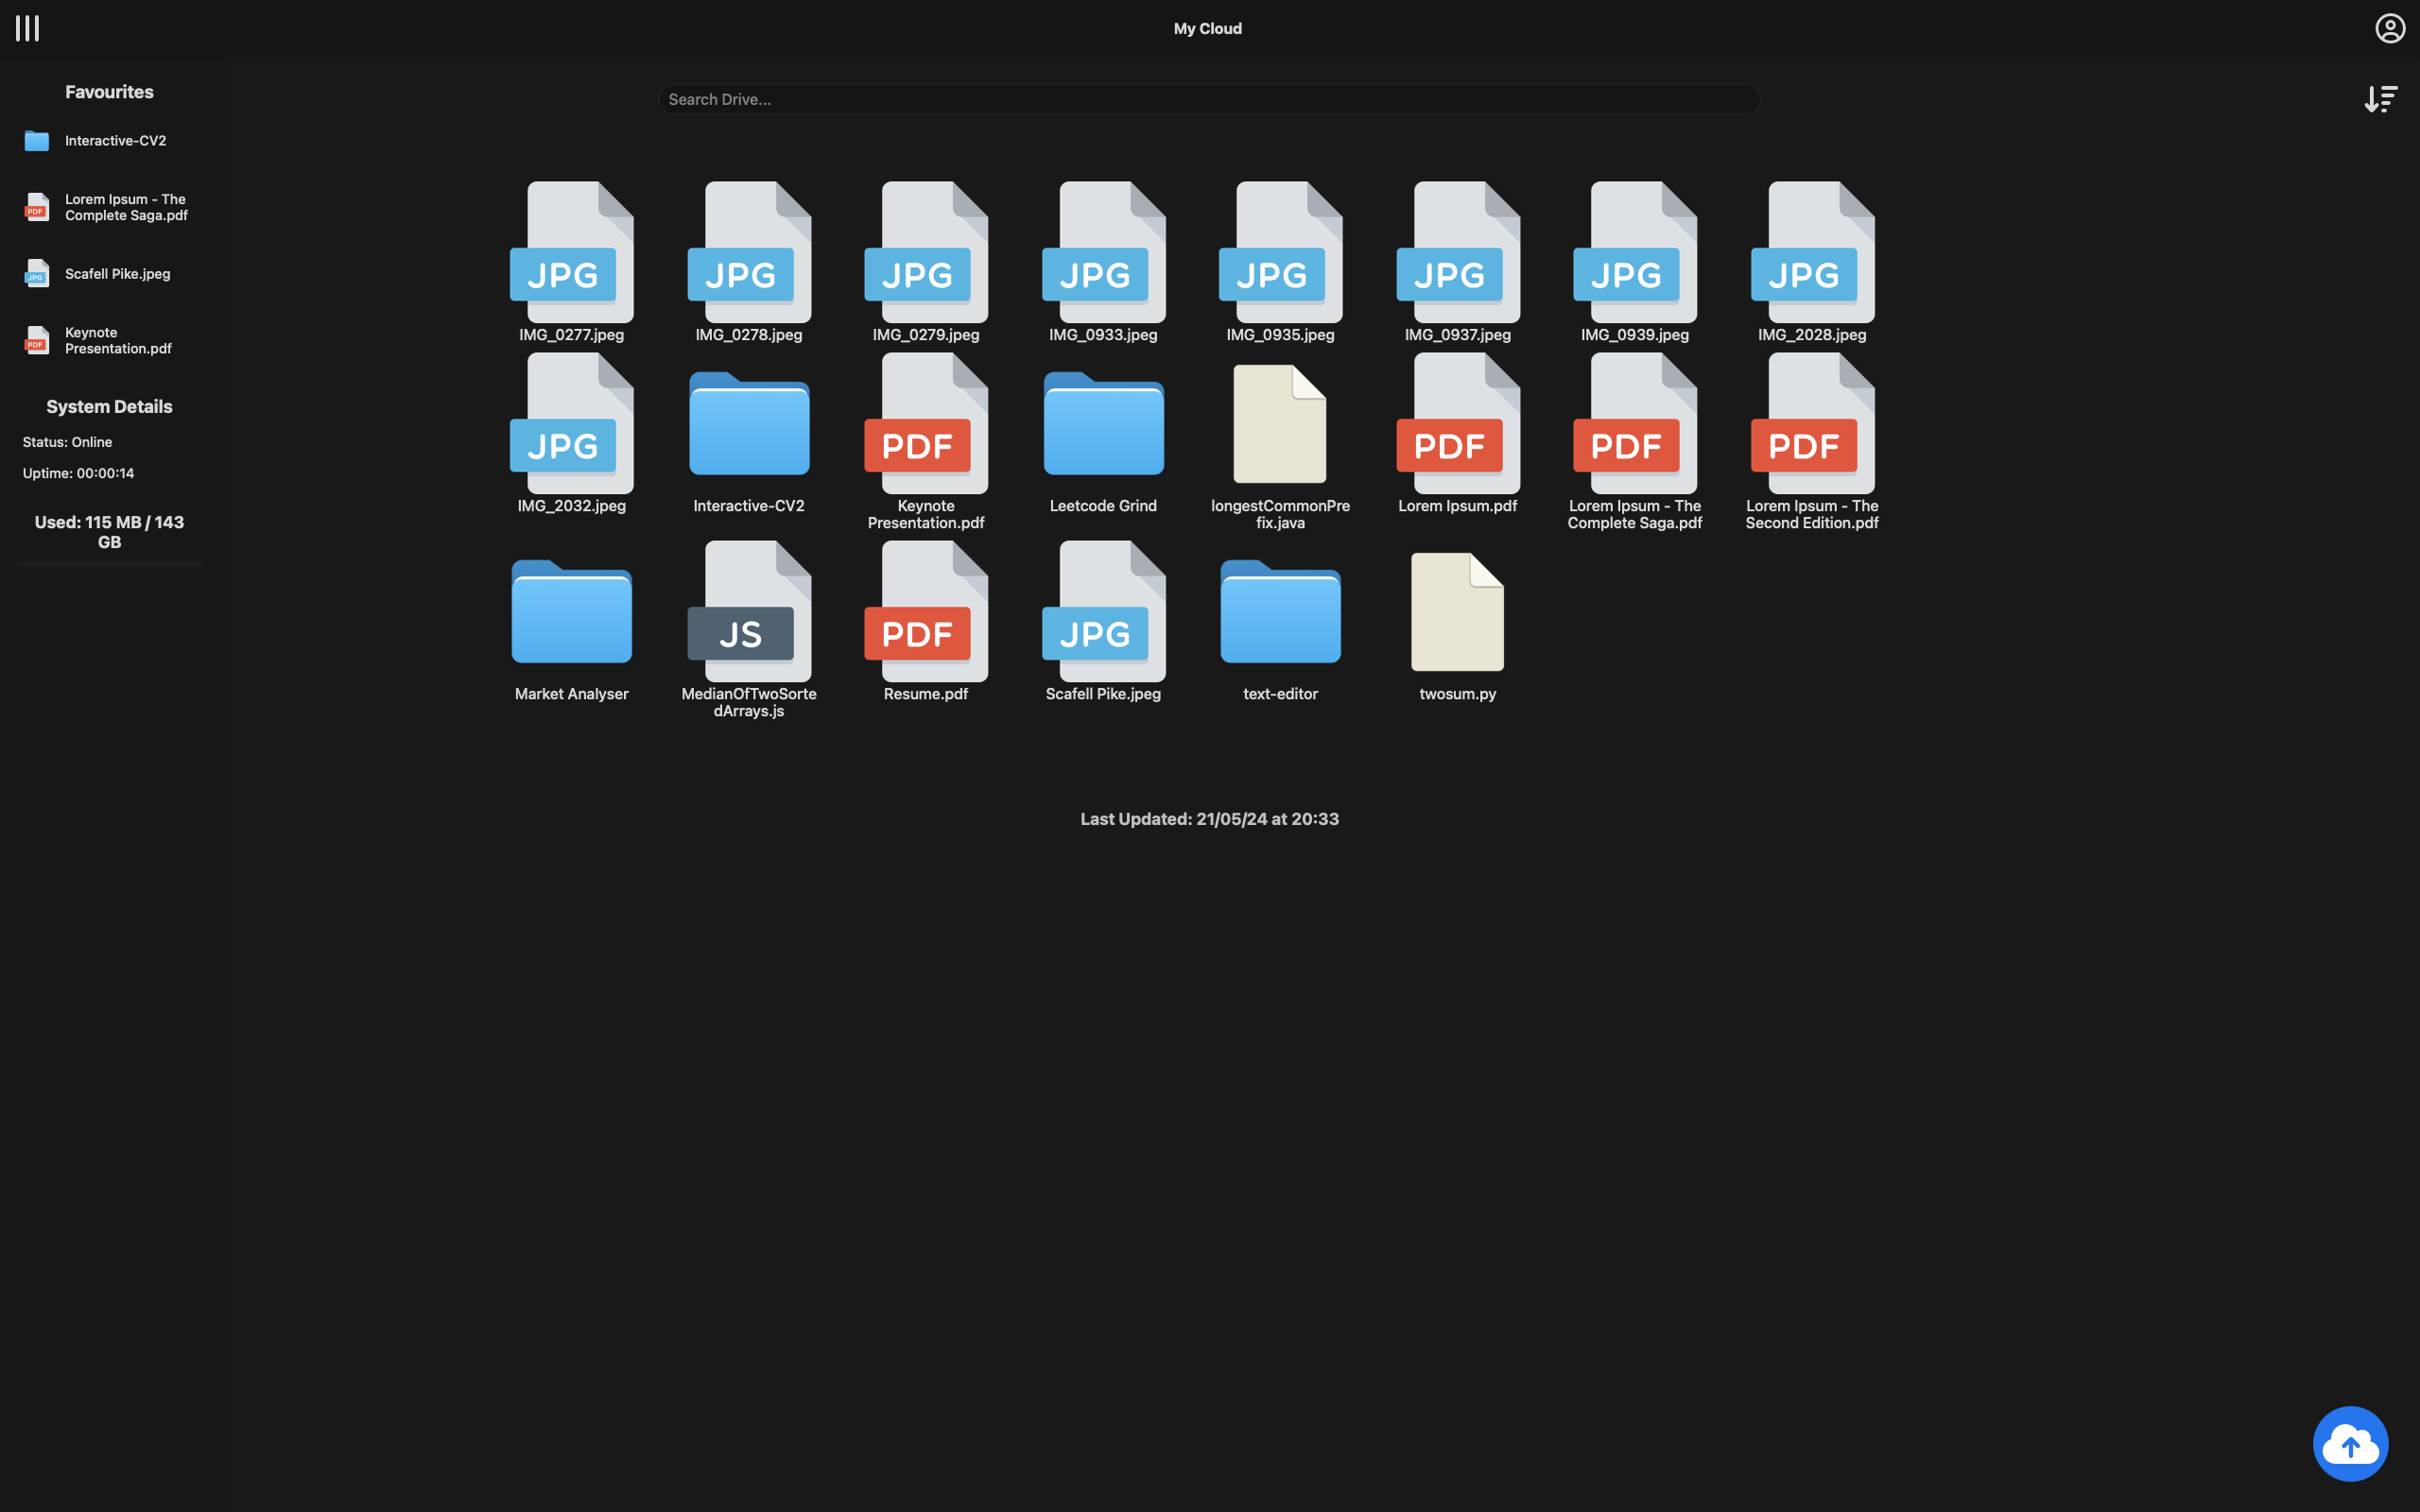 My Cloud
Favourites
Search Drive...
Interactive-CV2
PDF
Lorem Ipsum - The
Complete Saga.pdf
JPG
Scafell Pike.jpeg
PDF
Keynote
Presentation.pdf
System Details
Status: Online
Uptime: 00:00:14
Used: 115 MB / 143
GB
JPG JPG JPG JPG JPG JPG JPG JPG
IMG_0277.jpeg IMG_0278.jpeg IMG_0279.jpeg IMG_0933.jpeg IMG_0935.jpeg IMG_0937.jpeg IMG_0939.jpeg IMG_2028.jpeg
JPG PDF PDF PDF PDF
IMG_2032.jpeg Interactive-CV2 Keynote Leetcode Grind longestCommonPre Lorem Ipsum.pdf Lorem Ipsum - The Lorem Ipsum - The
Presentation.pdf fix.java Complete Saga.pdf Second Edition.pdf
JS PDF JPG
Market Analyser MedianOfTwoSorte Resume.pdf Scafell Pike.jpeg text-editor twosum.py
dArrays.js
Last Updated: 21/05/24 at 20:33